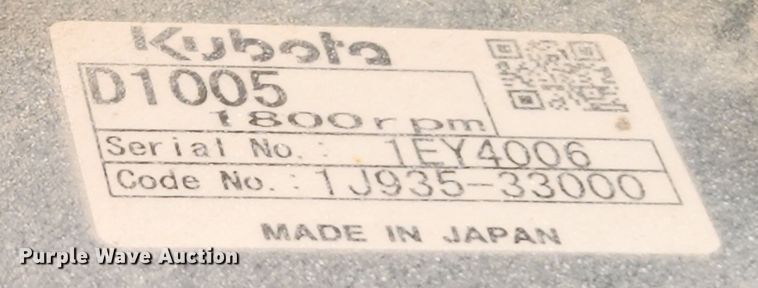 Kubota
D1005
1800rpm
Serial No.: 1EY4006
Code No.: 1J935-33000
MADE IN JAPAN
Purple Wave Auction